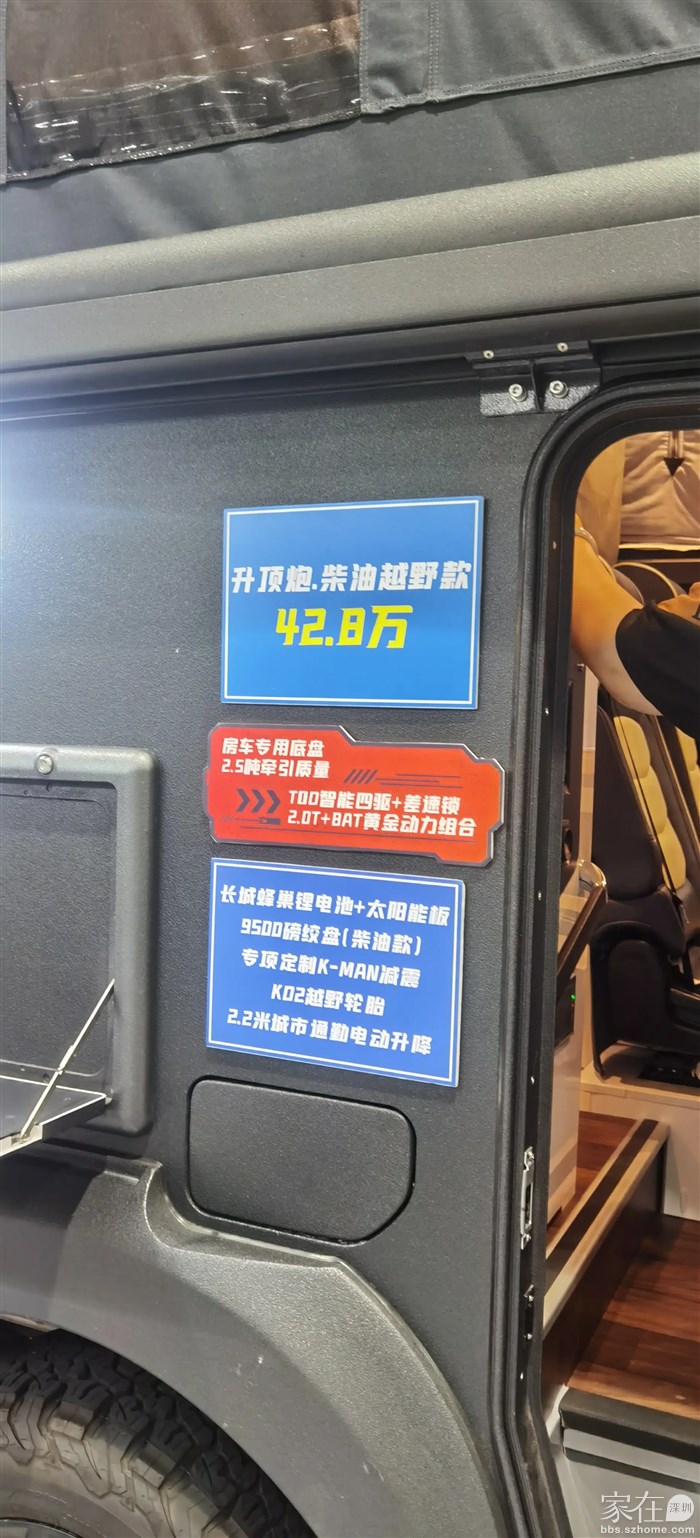 升顶炮.柴油越野款
42.8万
房车专用底盘
2.5吨牵引质量
TOD智能四驱+差速锁
2.0T+8AT黄金动力组合
长城蜂巢锂电池+太阳能板
9500磅绞盘(柴油款)
专项定制K-MAN减震
KO2越野轮胎
2.2米城市通勤电动升降
家在深圳
bbs.szhome.com